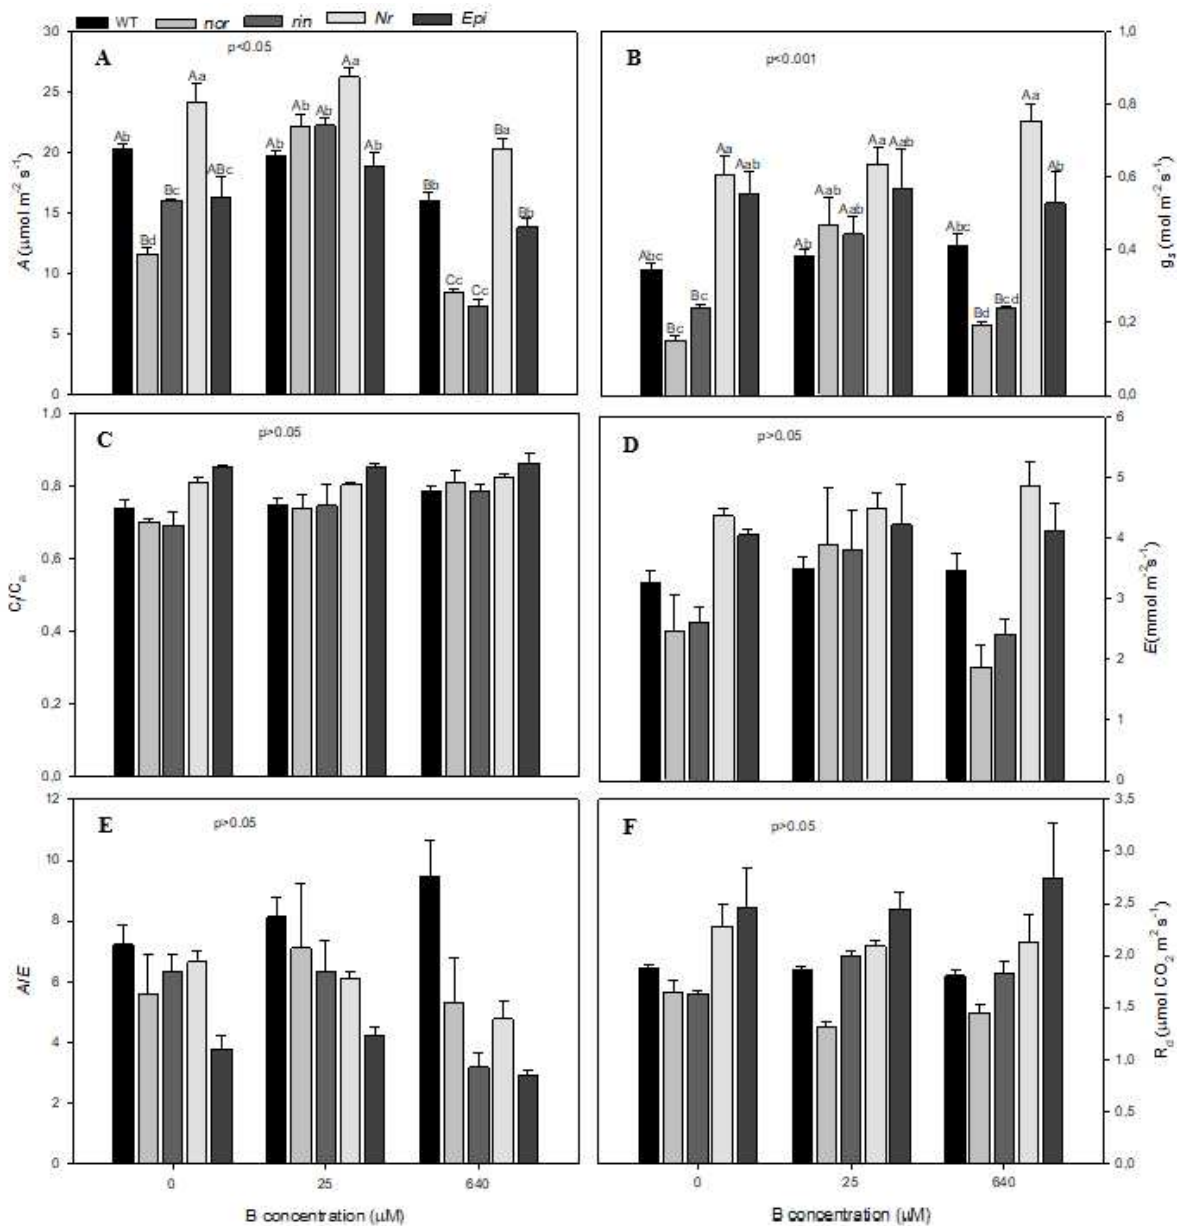 WT nor rin Nr Epi
A
p<0.05
30
25
20
15
10
5
0
A (μmol m⁻² s⁻¹)
Ab Bd Bc Aa ABc
Ab Ab Ab Aa Ab
Bb Cc Cc Ba Bb
B
p<0.001
1,0
0,8
0,6
0,4
0,2
0,0
gₛ (mol m⁻² s⁻¹)
Abc Bc Bc Aa Aab
Ab Aab Aab Aa Aab
Abc Bd Bcd Aa Ab
C
p>0.05
1,0
0,8
0,6
0,4
0,2
0,0
Cᵢ/Cₐ
D
p>0.05
6
5
4
3
2
1
0
E(mmol m⁻²s⁻¹)
E
p>0.05
12
10
8
6
4
2
0
A/E
0 25 640
B concentration (μM)
F
p>0.05
3,5
3,0
2,5
2,0
1,5
1,0
0,5
0,0
R_d (μmol CO₂ m⁻² s⁻¹)
0 25 640
B concentration (μM)